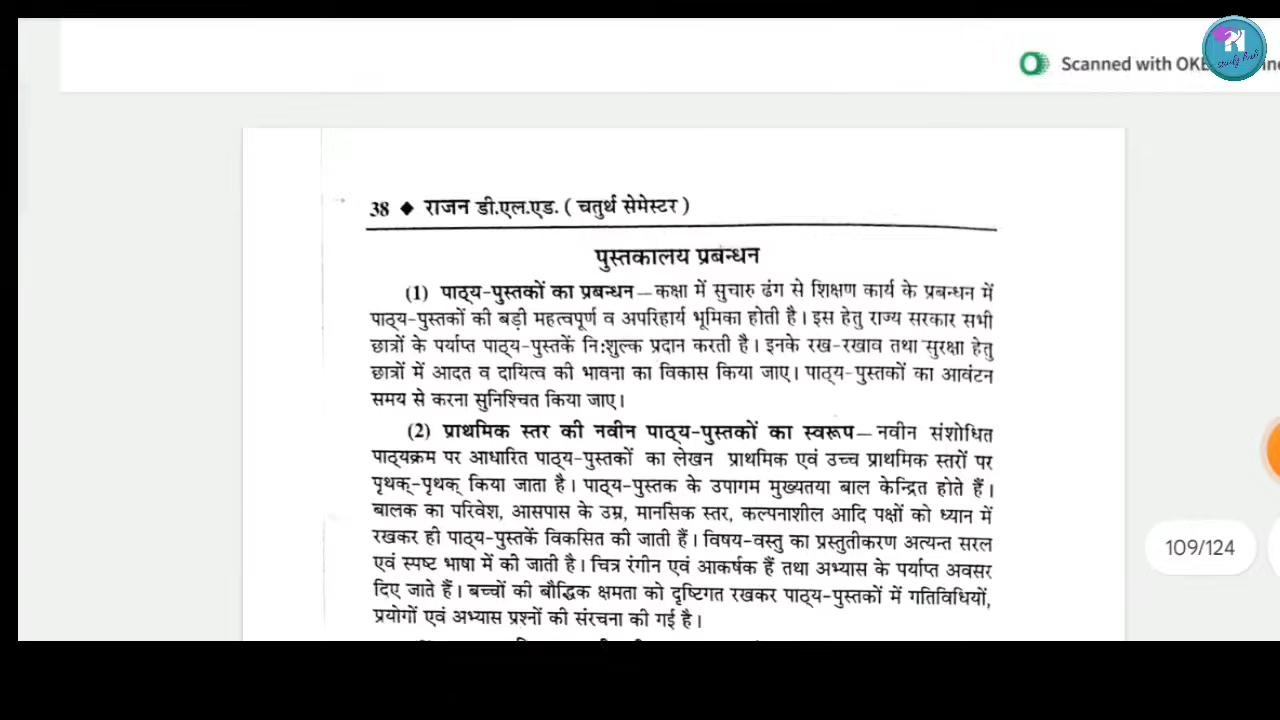 Scanned with OKE
study hub
38 ◆ राजन डी.एल.एड. ( चतुर्थ सेमेस्टर )
पुस्तकालय प्रबन्धन
(1) पाठ्य-पुस्तकों का प्रबन्धन—कक्षा में सुचारु ढंग से शिक्षण कार्य के प्रबन्धन में
पाठ्य-पुस्तकों की बड़ी महत्वपूर्ण व अपरिहार्य भूमिका होती है। इस हेतु राज्य सरकार सभी
छात्रों के पर्याप्त पाठ्य-पुस्तकें नि:शुल्क प्रदान करती है। इनके रख-रखाव तथा सुरक्षा हेतु
छात्रों में आदत व दायित्व की भावना का विकास किया जाए। पाठ्य-पुस्तकों का आवंटन
समय से करना सुनिश्चित किया जाए।
(2) प्राथमिक स्तर की नवीन पाठ्य-पुस्तकों का स्वरूप—नवीन संशोधित
पाठ्यक्रम पर आधारित पाठ्य-पुस्तकों का लेखन प्राथमिक एवं उच्च प्राथमिक स्तरों पर
पृथक्-पृथक् किया जाता है। पाठ्य-पुस्तक के उपागम मुख्यतया बाल केन्द्रित होते हैं।
बालक का परिवेश, आसपास के उम्र, मानसिक स्तर, कल्पनाशील आदि पक्षों को ध्यान में
रखकर ही पाठ्य-पुस्तकें विकसित की जाती हैं। विषय-वस्तु का प्रस्तुतीकरण अत्यन्त सरल
एवं स्पष्ट भाषा में की जाती है। चित्र रंगीन एवं आकर्षक हैं तथा अभ्यास के पर्याप्त अवसर
दिए जाते हैं। बच्चों की बौद्धिक क्षमता को दृष्टिगत रखकर पाठ्य-पुस्तकों में गतिविधियों,
प्रयोगों एवं अभ्यास प्रश्नों की संरचना की गई है।
109/124